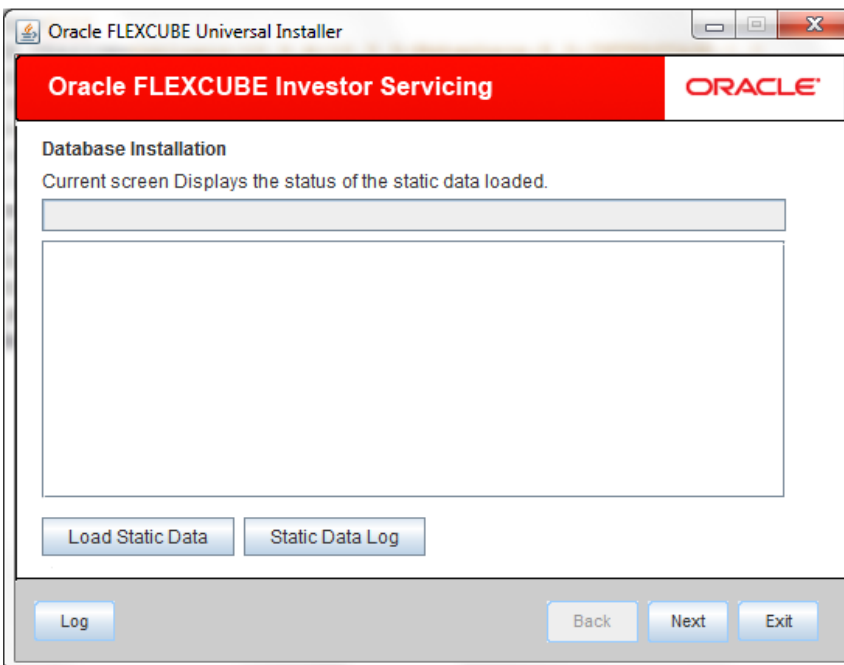 Oracle FLEXCUBE Universal Installer
Oracle FLEXCUBE Investor Servicing
ORACLE
Database Installation
Current screen Displays the status of the static data loaded.
Load Static Data
Static Data Log
Log
Back
Next
Exit